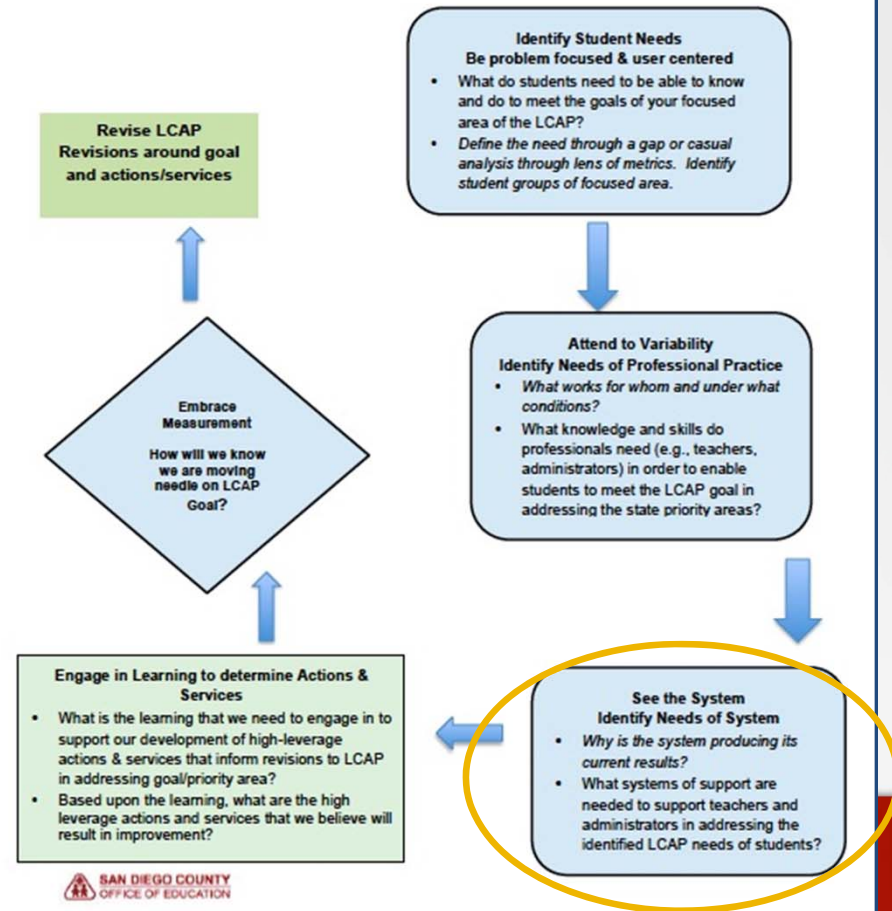 Identify Student Needs
Be problem focused & user centered
• What do students need to be able to know
and do to meet the goals of your focused
area of the LCAP?
• Define the need through a gap or casual
analysis through lens of metrics. Identify
student groups of focused area.
Attend to Variability
Identify Needs of Professional Practice
• What works for whom and under what
conditions?
• What knowledge and skills do
professionals need (e.g., teachers,
administrators) in order to enable
students to meet the LCAP goal in
addressing the state priority areas?
See the System
Identify Needs of System
• Why is the system producing its
current results?
• What systems of support are
needed to support teachers and
administrators in addressing the
identified LCAP needs of students?
Engage in Learning to determine Actions &
Services
• What is the learning that we need to engage in to
support our development of high-leverage
actions & services that inform revisions to LCAP
in addressing goal/priority area?
• Based upon the learning, what are the high
leverage actions and services that we believe will
result in improvement?
Embrace
Measurement
How will we know
we are moving
needle on LCAP
Goal?
Revise LCAP
Revisions around goal
and actions/services
SAN DIEGO COUNTY
OFFICE OF EDUCATION